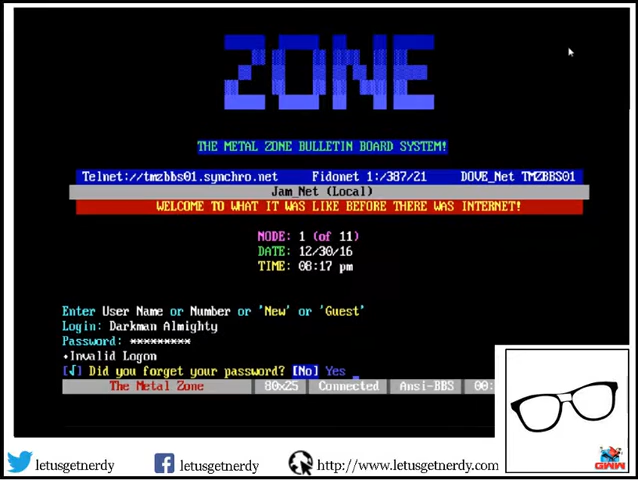 ZONE
THE METAL ZONE BULLETIN BOARD SYSTEM!
Telnet://tmzbbs01.synchro.net Fidonet 1:/387/21 DOVE_Net TMZBBS01
Jam_Net (Local)
WELCOME TO WHAT IT WAS LIKE BEFORE THERE WAS INTERNET!
NODE: 1 (of 11)
DATE: 12/30/16
TIME: 08:17 pm
Enter User Name or Number or 'New' or 'Guest'
Login: Darkman Almighty
Password: *********
•Invalid Logon
[√] Did you forget your password? [No] Yes _
The Metal Zone 80x25 Connected Ansi-BBS 00:
letusgetnerdy letusgetnerdy http://www.letusgetnerdy.com
GWW